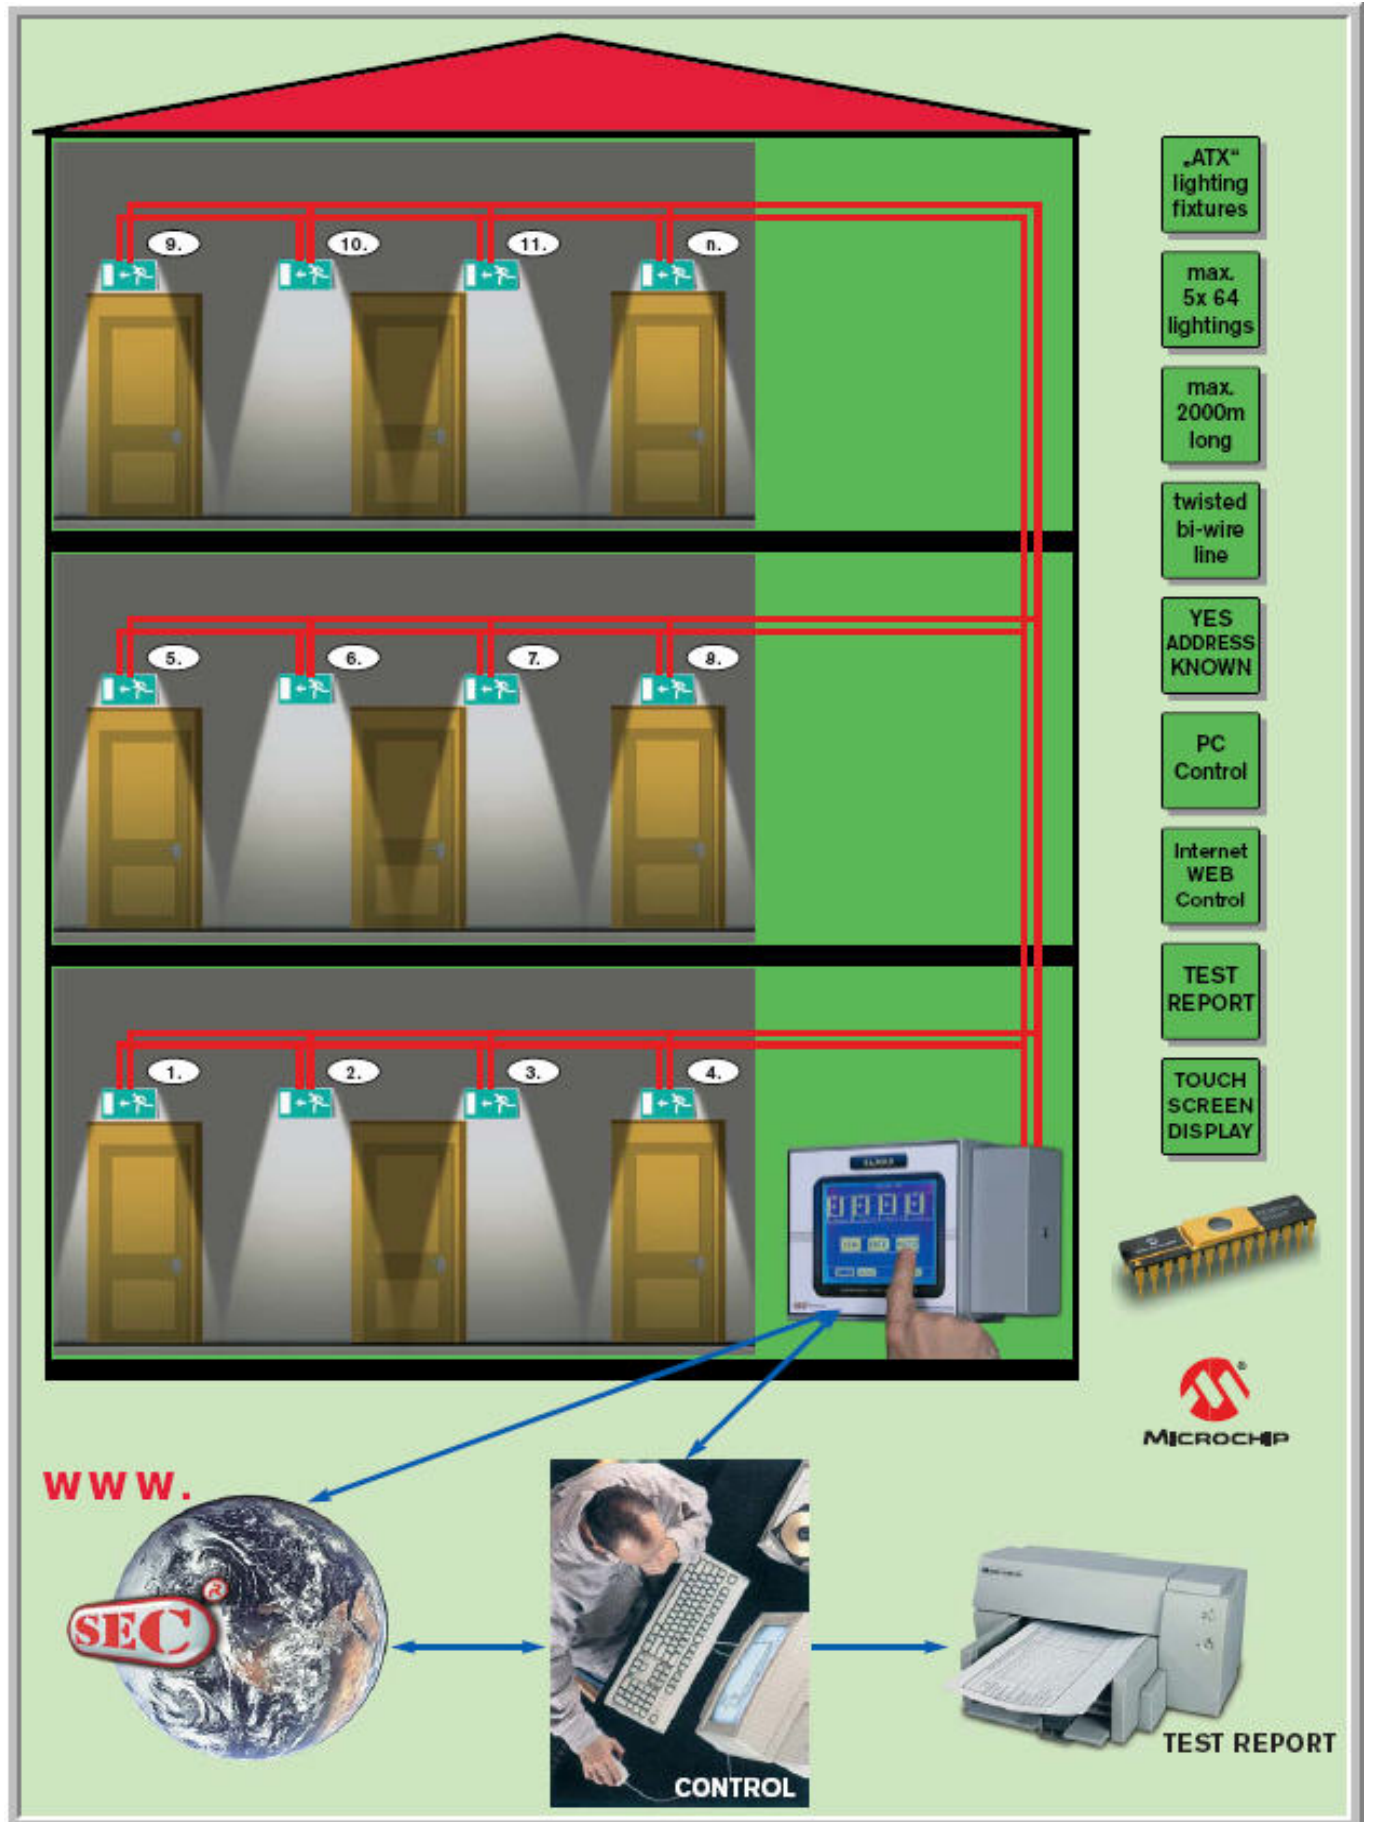 „ATX“
lighting
fixtures
max.
5x 64
lightings
max.
2000m
long
twisted
bi-wire
line
YES
ADDRESS
KNOWN
PC
Control
Internet
WEB
Control
TEST
REPORT
TOUCH
SCREEN
DISPLAY
9.
10.
11.
n.
5.
6.
7.
8.
1.
2.
3.
4.
MICROCHIP
®
WWW.
SEC
®
CONTROL
TEST REPORT